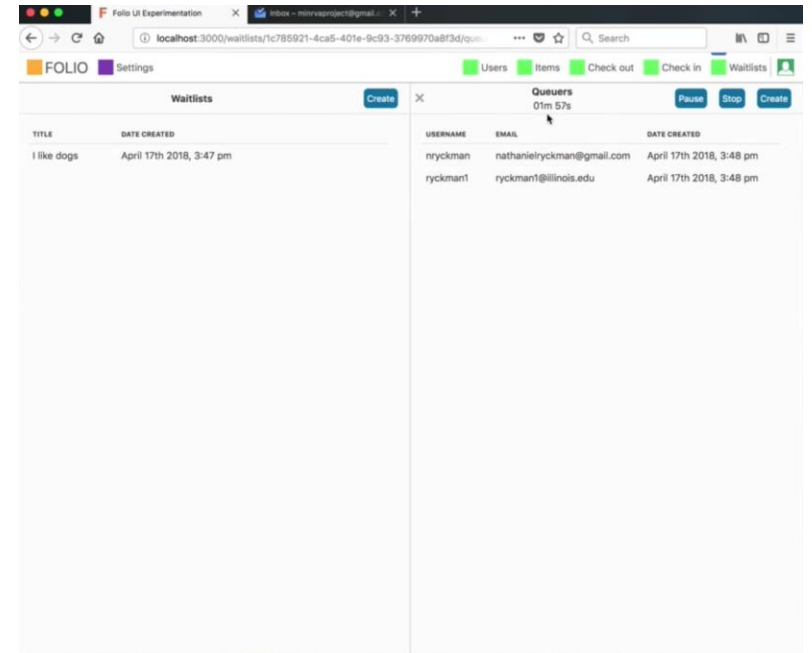 Folio UI Experimentation
Inbox – minrvaproject@gmail.c
localhost:3000/waitlists/1c785921-4ca5-401e-9c93-3769970a8f3d/que
Search
FOLIO Settings Users Items Check out Check in Waitlists
Waitlists Create
TITLE DATE CREATED
I like dogs April 17th 2018, 3:47 pm
Queuers
01m 57s
Pause Stop Create
USERNAME EMAIL DATE CREATED
nryckman nathanielryckman@gmail.com April 17th 2018, 3:48 pm
ryckman1 ryckman1@illinois.edu April 17th 2018, 3:48 pm